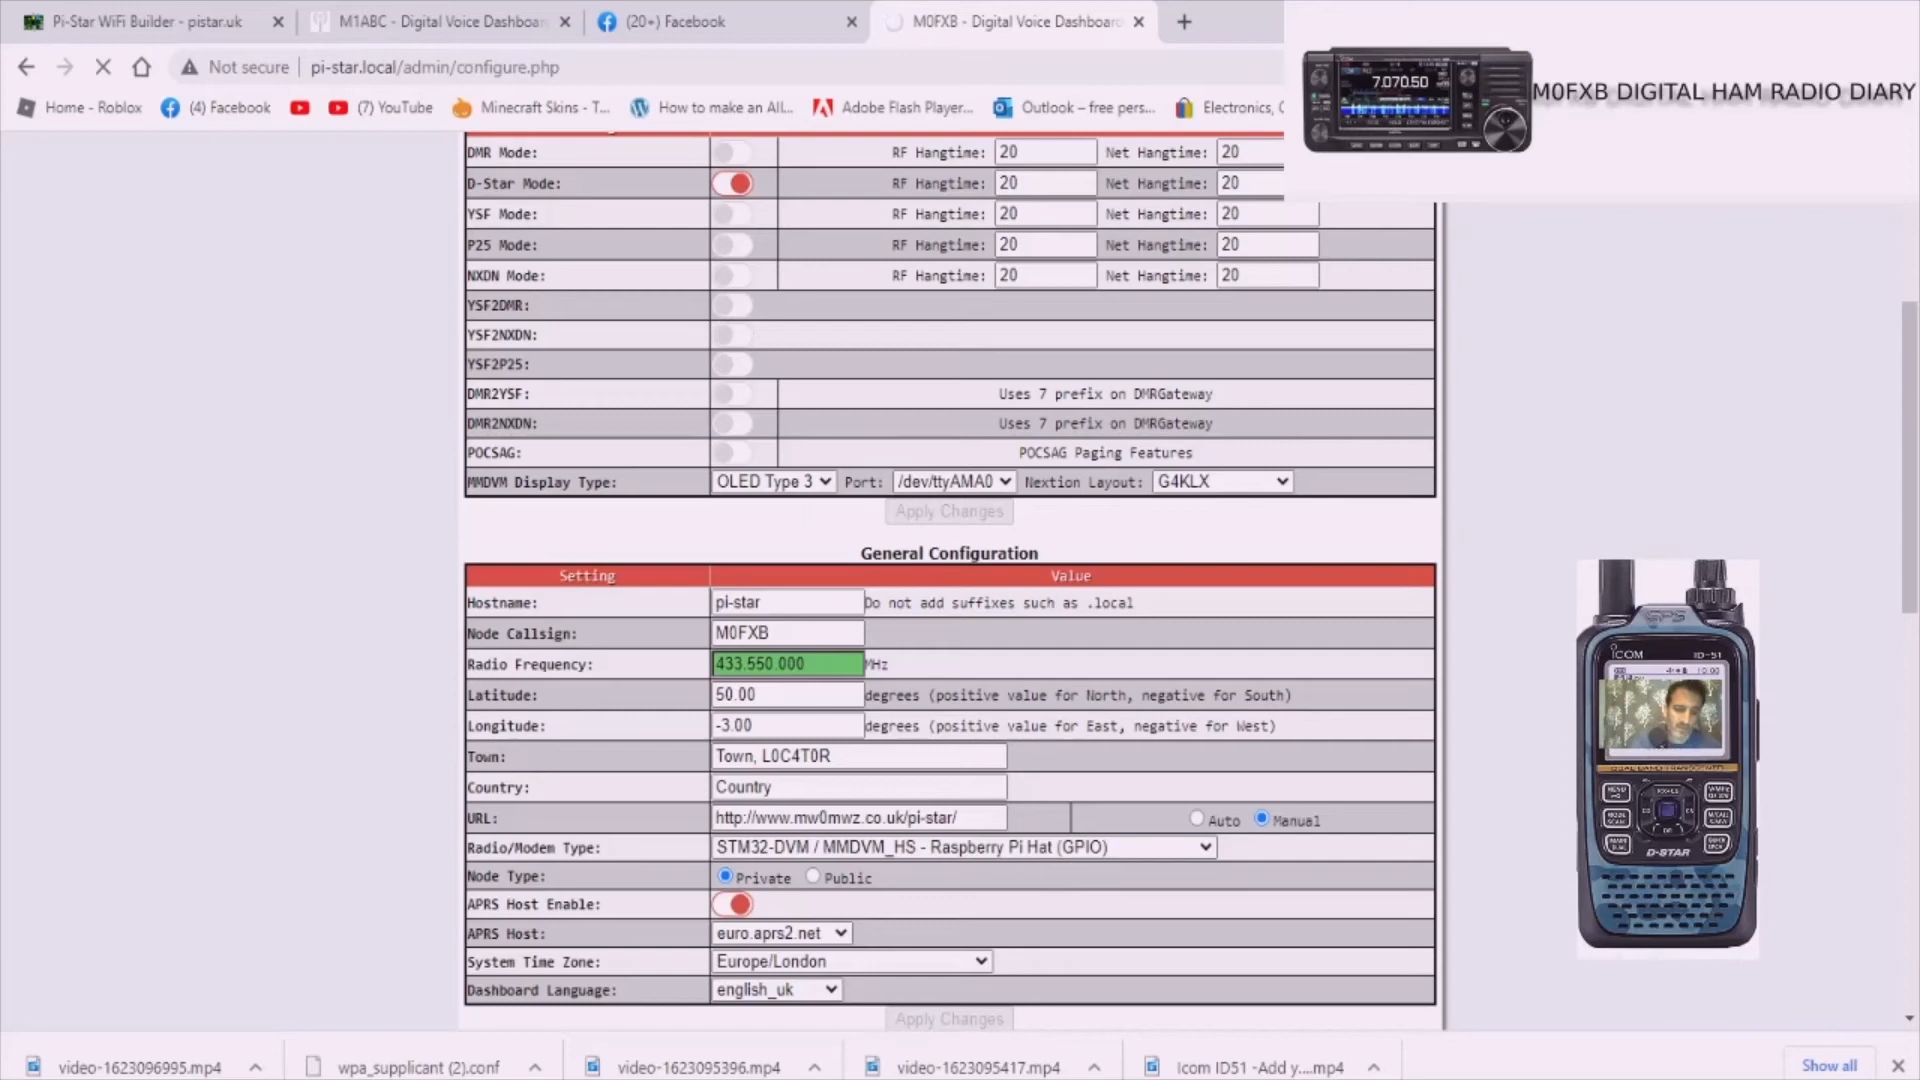 Pi-Star WiFi Builder - pistar.uk
M1ABC - Digital Voice Dashboar
(20+) Facebook
M0FXB - Digital Voice Dashboard
Not secure | pi-star.local/admin/configure.php
Home - Roblox
(4) Facebook
(7) YouTube
Minecraft Skins - T...
How to make an All...
Adobe Flash Player...
Outlook – free pers...
Electronics, C
7.070.50
M0FXB DIGITAL HAM RADIO DIARY
DMR Mode: RF Hangtime: 20 Net Hangtime: 20
D-Star Mode: RF Hangtime: 20 Net Hangtime: 20
YSF Mode: RF Hangtime: 20 Net Hangtime: 20
P25 Mode: RF Hangtime: 20 Net Hangtime: 20
NXDN Mode: RF Hangtime: 20 Net Hangtime: 20
YSF2DMR:
YSF2NXDN:
YSF2P25:
DMR2YSF: Uses 7 prefix on DMRGateway
DMR2NXDN: Uses 7 prefix on DMRGateway
POCSAG: POCSAG Paging Features
MMDVM Display Type: OLED Type 3 Port: /dev/ttyAMA0 Nextion Layout: G4KLX
Apply Changes
General Configuration
Setting Value
Hostname: pi-star Do not add suffixes such as .local
Node Callsign: M0FXB
Radio Frequency: 433.550.000 MHz
Latitude: 50.00 degrees (positive value for North, negative for South)
Longitude: -3.00 degrees (positive value for East, negative for West)
Town: Town, L0C4T0R
Country: Country
URL: http://www.mw0mwz.co.uk/pi-star/ Auto Manual
Radio/Modem Type: STM32-DVM / MMDVM_HS - Raspberry Pi Hat (GPIO)
Node Type: Private Public
APRS Host Enable:
APRS Host: euro.aprs2.net
System Time Zone: Europe/London
Dashboard Language: english_uk
Apply Changes
GPS
ICOM ID-51
D-STAR
video-1623096995.mp4
wpa_supplicant (2).conf
video-1623095396.mp4
video-1623095417.mp4
Icom ID51 -Add y....mp4
Show all